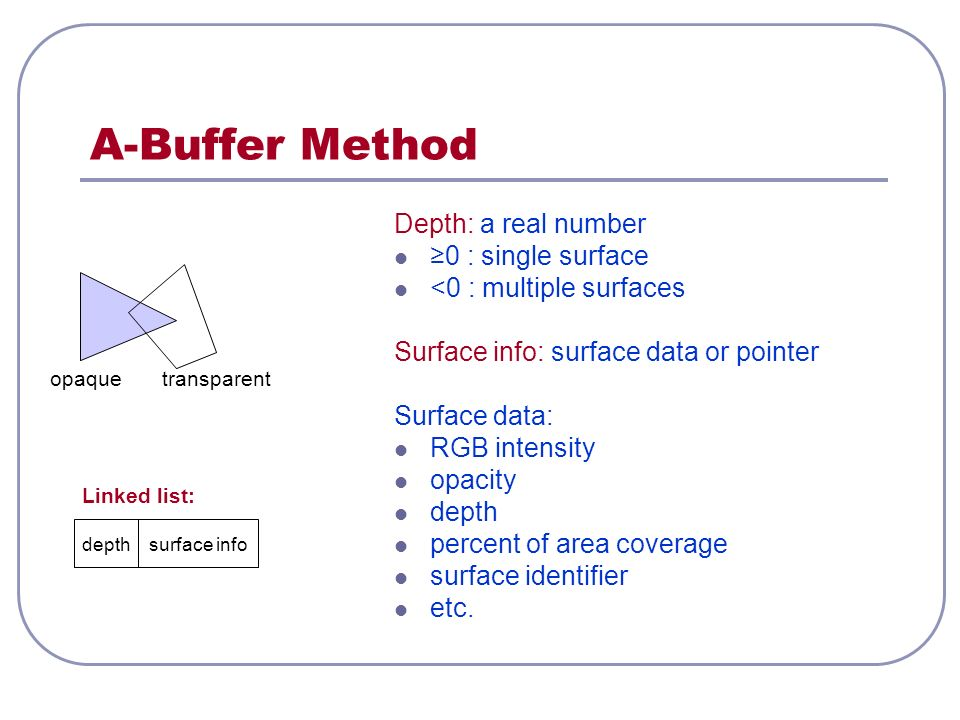 A-Buffer Method
opaque transparent
Linked list:
depth surface info
Depth: a real number
≥0 : single surface
<0 : multiple surfaces
Surface info: surface data or pointer
Surface data:
RGB intensity
opacity
depth
percent of area coverage
surface identifier
etc.